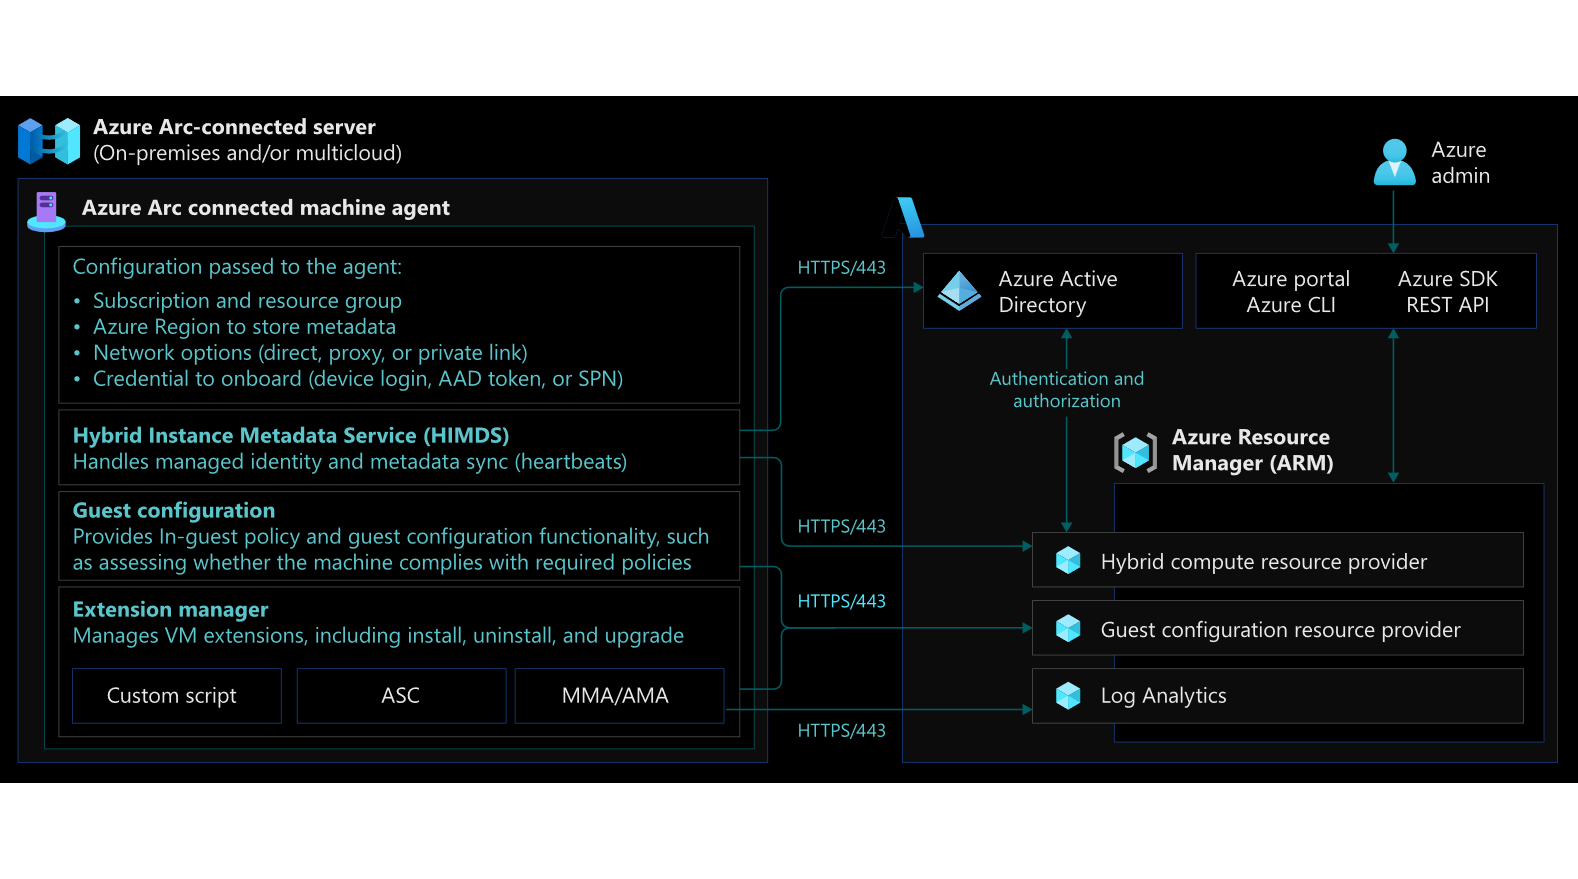 Azure Arc-connected server
(On-premises and/or multicloud)
Azure Arc connected machine agent
Configuration passed to the agent:
• Subscription and resource group
• Azure Region to store metadata
• Network options (direct, proxy, or private link)
• Credential to onboard (device login, AAD token, or SPN)
Hybrid Instance Metadata Service (HIMDS)
Handles managed identity and metadata sync (heartbeats)
Guest configuration
Provides In-guest policy and guest configuration functionality, such
as assessing whether the machine complies with required policies
Extension manager
Manages VM extensions, including install, uninstall, and upgrade
Custom script
ASC
MMA/AMA
HTTPS/443
HTTPS/443
HTTPS/443
HTTPS/443
Azure
admin
Azure Active
Directory
Azure portal
Azure CLI
Azure SDK
REST API
Authentication and
authorization
Azure Resource
Manager (ARM)
Hybrid compute resource provider
Guest configuration resource provider
Log Analytics